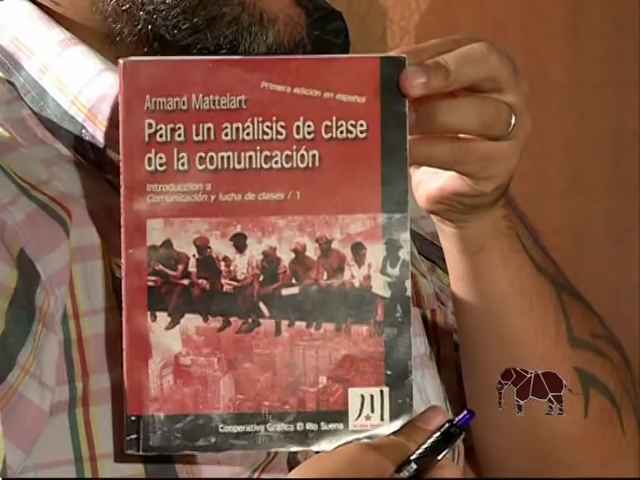 Primera edición en español
Armand Mattelart
Para un análisis de clase
de la comunicación
Introducción a
Comunicación y lucha de clases / 1
Cooperativa Gráfica El Río Suena